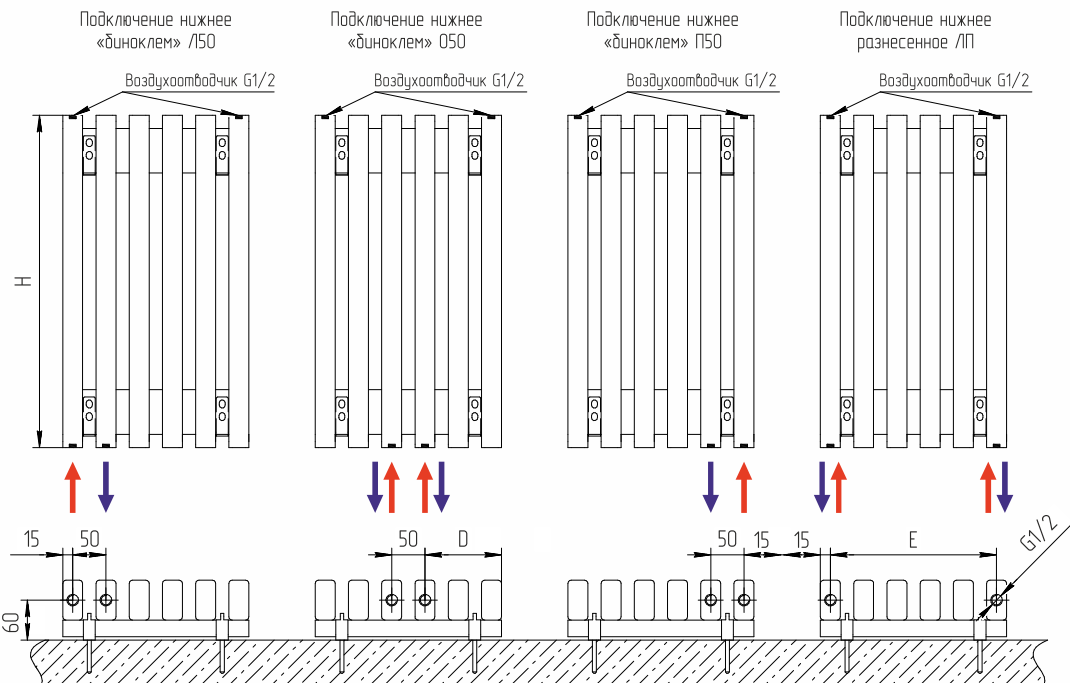 Подключение нижнее
«биноклем» Л50
Подключение нижнее
«биноклем» О50
Подключение нижнее
«биноклем» П50
Подключение нижнее
разнесенное ЛП
Воздухоотводчик G1/2
Воздухоотводчик G1/2
Воздухоотводчик G1/2
Воздухоотводчик G1/2
H
15
50
50
D
50
15
15
E
G1/2
60